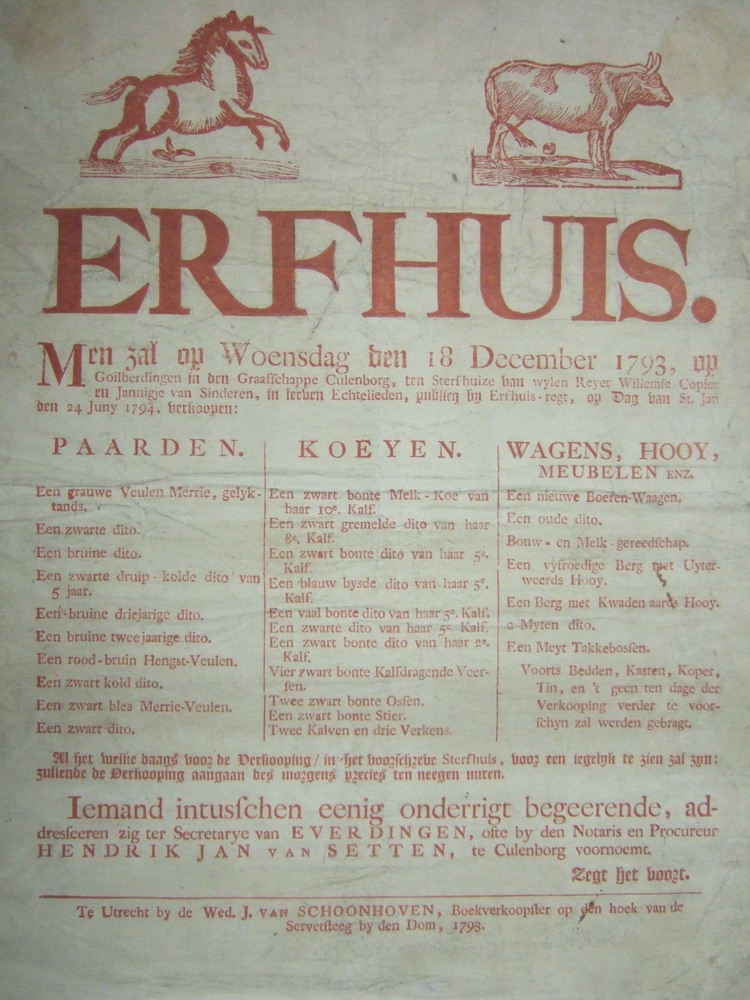 ERFHUIS.
Men zal op Woensdag den 18 December 1793, op
Goilberdingen in den Graafſchappe Culenborg, ten Sterfhuize van wylen Reyer Willemſe Copier
en Jannigje van Sinderen, in leeven Echtelieden, publicq by Erfhuis-regt, op Dag van St. Jan
den 24 Juny 1794, verkoopen:
PAARDEN.
Een grauwe Veulen Merrie, gelyk-
tands.
Een zwarte dito.
Een bruine dito.
Een zwarte druip-kolde dito van
5 jaar.
Een bruine driejarige dito.
Een bruine tweejaarige dito.
Een rood-bruin Hengst-Veulen.
Een zwart kold dito.
Een zwart bles Merrie-Veulen.
Een zwart dito.
KOEYEN.
Een zwart bonte Melk-Koe van
haar 10e. Kalf.
Een zwart gremelde dito van haar
8e. Kalf.
Een zwart bonte dito van haar 5e.
Kalf.
Een blauw bysde dito van haar 5e.
Kalf.
Een vaal bonte dito van haar 5e. Kalf.
Een zwarte dito van haar 5e. Kalf.
Een zwart bonte dito van haar 2e.
Kalf.
Vier zwart bonte Kalfdragende Veer-
ſen.
Twee zwart bonte Oſſen.
Een zwart bonte Stier.
Twee Kalven en drie Verkens.
WAGENS, HOOY,
MEUBELEN ENZ.
Een nieuwe Boeren-Waagen.
Een oude dito.
Bouw- en Melk-gereedſchap.
Een vyfroedige Berg met Uyter-
weerds Hooy.
Een Berg met Kwaden aards Hooy.
2 Myten dito.
Een Meyt Takkeboſſen.
Voorts Bedden, Kasten, Koper,
Tin, en 't geen ten dage der
Verkooping verder te voor-
ſchyn zal werden gebragt.
Al het welke daags voor de Verkooping / in het voorſchreve Sterfhuis, voor een iegelyk te zien zal zyn:
zullende de Verkooping aangaan des morgens precies ten neegen uuren.
Iemand intusſchen eenig onderrigt begeerende, ad-
dresſeeren zig ter Secretarye van EVERDINGEN, ofte by den Notaris en Procureur
HENDRIK JAN VAN SETTEN, te Culenborg voornoemt.
Zegt het voort.
Te Utrecht by de Wed. J. VAN SCHOONHOVEN, Boekverkoopſter op den hoek van de
Servetſteeg by den Dom, 1793.